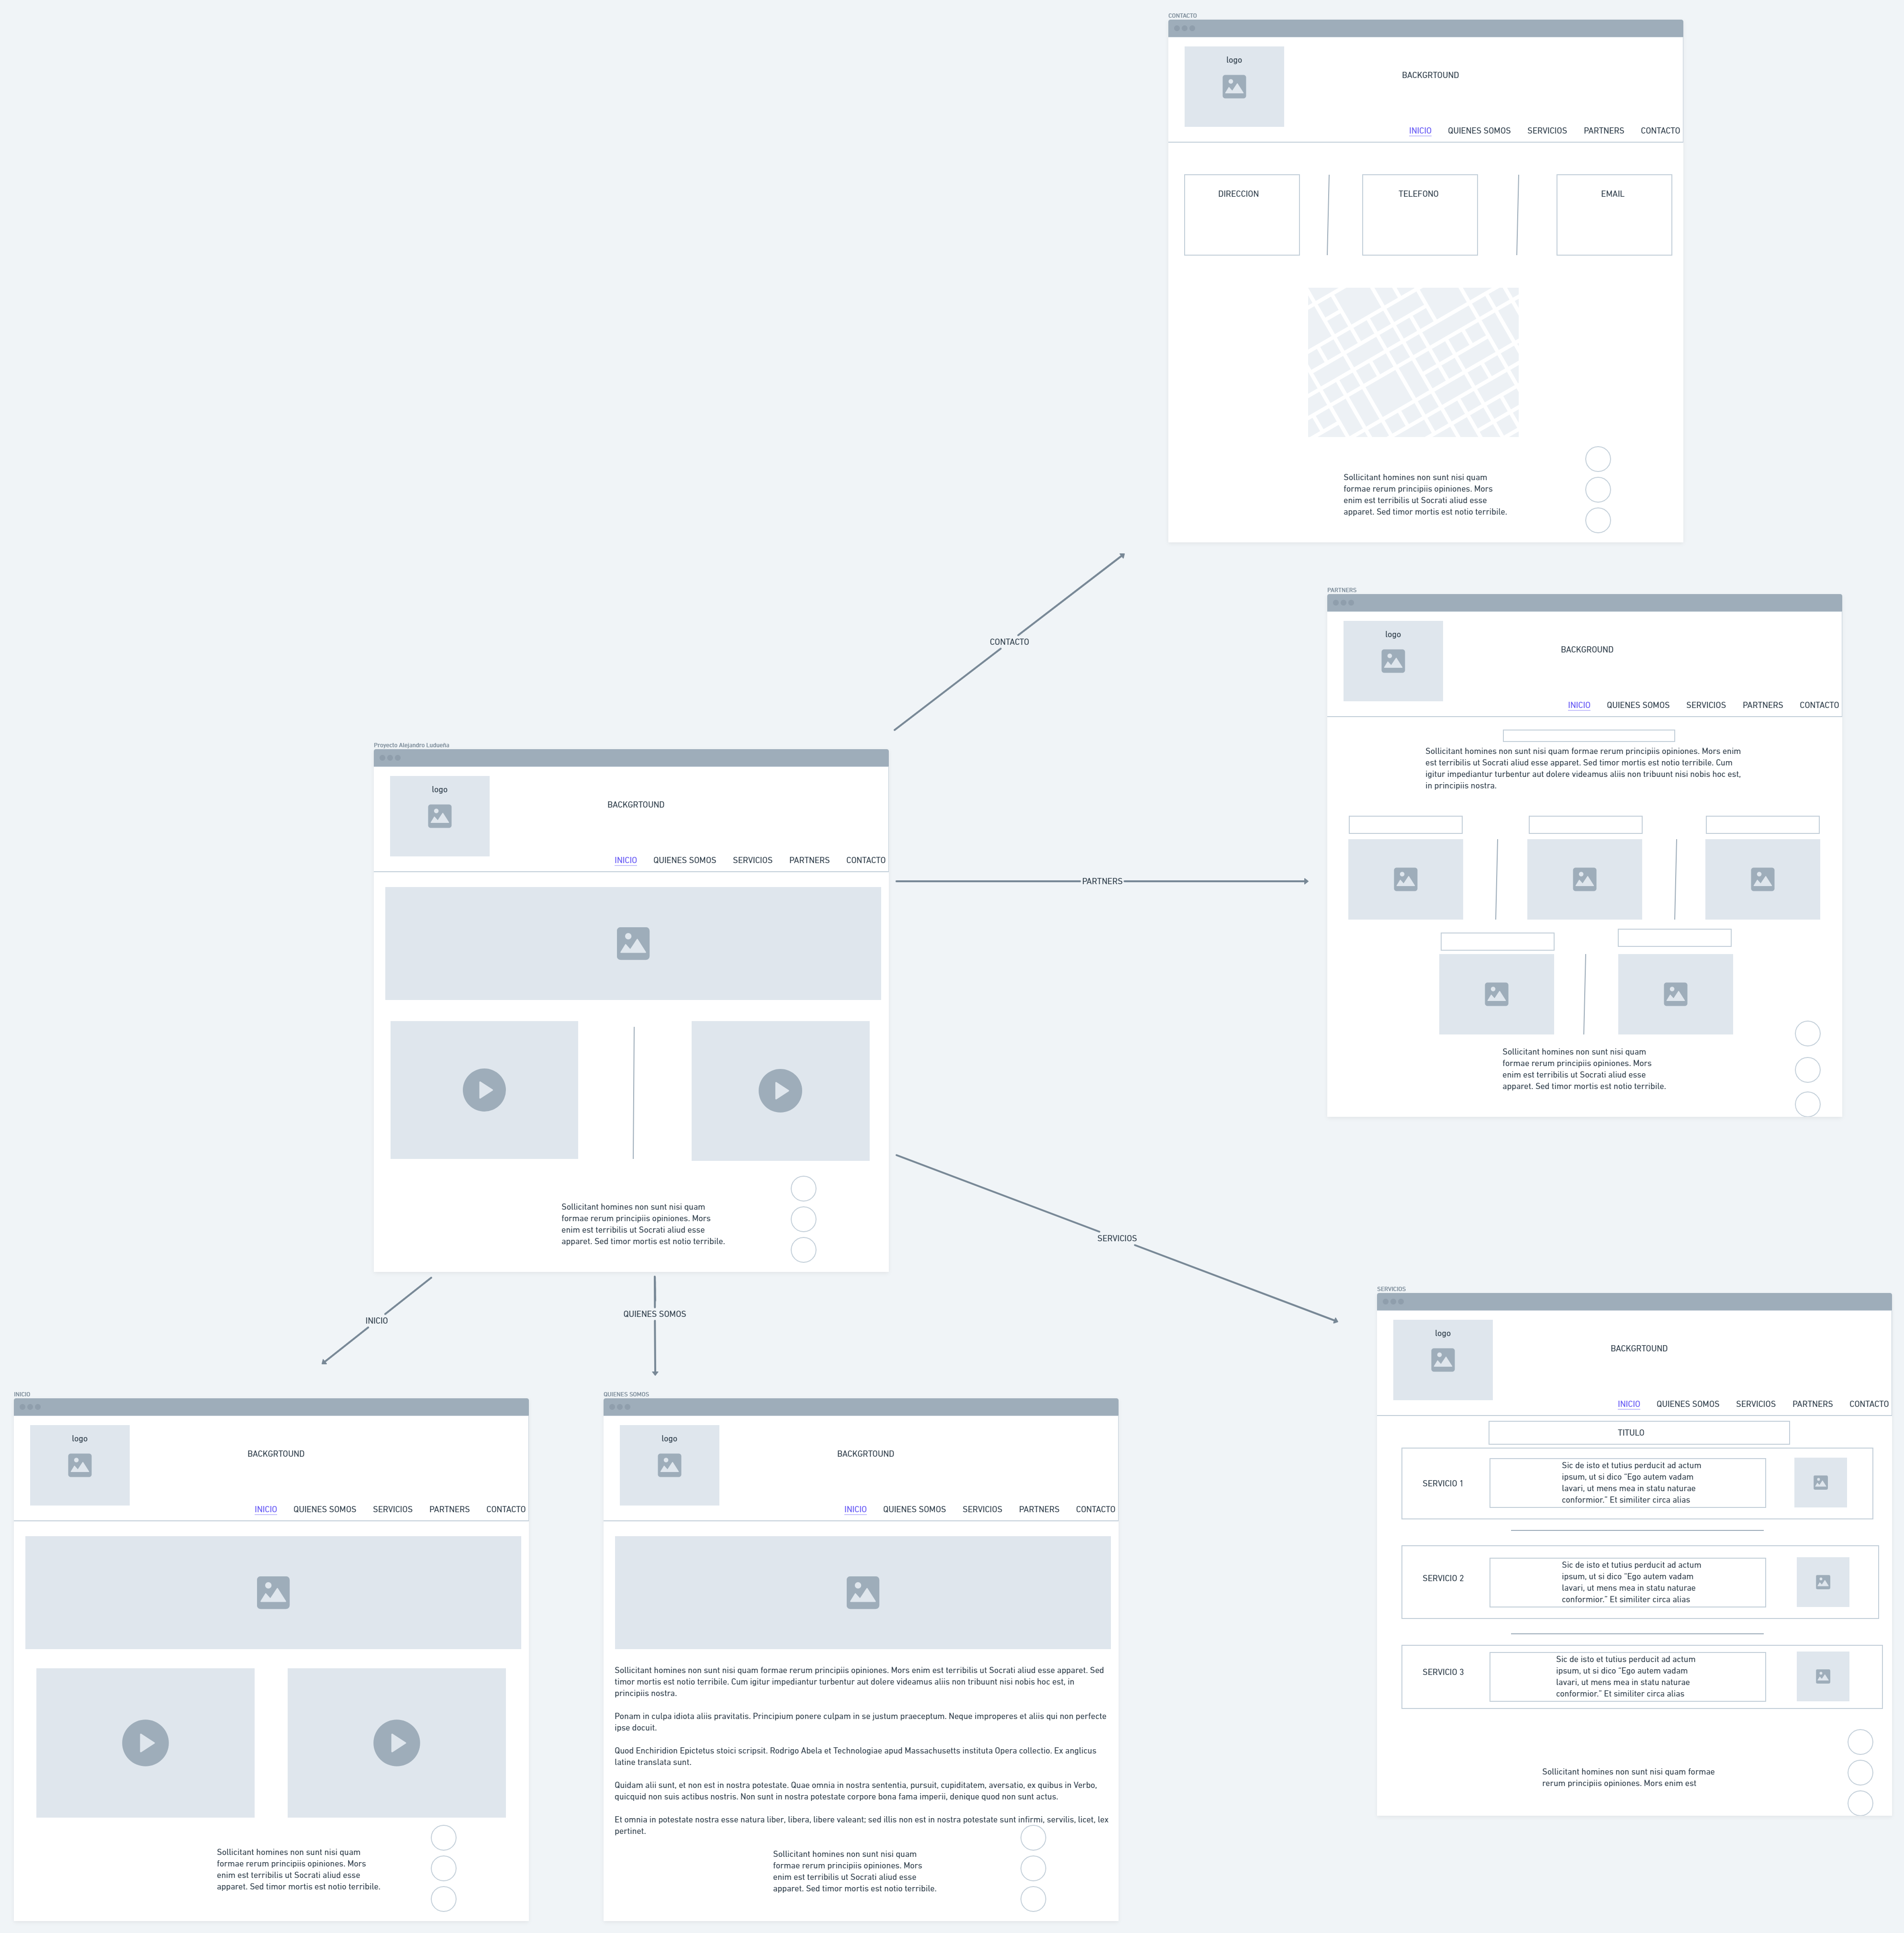 CONTACTO
logo
BACKGRTOUND
INICIO QUIENES SOMOS SERVICIOS PARTNERS CONTACTO
DIRECCION
TELEFONO
EMAIL
Sollicitant homines non sunt nisi quam
formae rerum principiis opiniones. Mors
enim est terribilis ut Socrati aliud esse
apparet. Sed timor mortis est notio terribile.
CONTACTO
PARTNERS
logo
BACKGROUND
INICIO QUIENES SOMOS SERVICIOS PARTNERS CONTACTO
Sollicitant homines non sunt nisi quam formae rerum principiis opiniones. Mors enim
est terribilis ut Socrati aliud esse apparet. Sed timor mortis est notio terribile. Cum
igitur impediantur turbentur aut dolere videamus aliis non tribuunt nisi nobis hoc est,
in principiis nostra.
Sollicitant homines non sunt nisi quam
formae rerum principiis opiniones. Mors
enim est terribilis ut Socrati aliud esse
apparet. Sed timor mortis est notio terribile.
Proyecto Alejandro Ludueña
logo
BACKGRTOUND
INICIO QUIENES SOMOS SERVICIOS PARTNERS CONTACTO
PARTNERS
Sollicitant homines non sunt nisi quam
formae rerum principiis opiniones. Mors
enim est terribilis ut Socrati aliud esse
apparet. Sed timor mortis est notio terribile.
SERVICIOS
INICIO
QUIENES SOMOS
SERVICIOS
logo
BACKGRTOUND
INICIO QUIENES SOMOS SERVICIOS PARTNERS CONTACTO
TITULO
SERVICIO 1
Sic de isto et tutius perducit ad actum
ipsum, ut si dico "Ego autem vadam
lavari, ut mens mea in statu naturae
conformior." Et similiter circa alias
SERVICIO 2
Sic de isto et tutius perducit ad actum
ipsum, ut si dico "Ego autem vadam
lavari, ut mens mea in statu naturae
conformior." Et similiter circa alias
SERVICIO 3
Sic de isto et tutius perducit ad actum
ipsum, ut si dico "Ego autem vadam
lavari, ut mens mea in statu naturae
conformior." Et similiter circa alias
Sollicitant homines non sunt nisi quam formae
rerum principiis opiniones. Mors enim est
INICIO
logo
BACKGRTOUND
INICIO QUIENES SOMOS SERVICIOS PARTNERS CONTACTO
Sollicitant homines non sunt nisi quam
formae rerum principiis opiniones. Mors
enim est terribilis ut Socrati aliud esse
apparet. Sed timor mortis est notio terribile.
QUIENES SOMOS
logo
BACKGRTOUND
INICIO QUIENES SOMOS SERVICIOS PARTNERS CONTACTO
Sollicitant homines non sunt nisi quam formae rerum principiis opiniones. Mors enim est terribilis ut Socrati aliud esse apparet. Sed
timor mortis est notio terribile. Cum igitur impediantur turbentur aut dolere videamus aliis non tribuunt nisi nobis hoc est, in
principiis nostra.
Ponam in culpa idiota aliis pravitatis. Principium ponere culpam in se justum praeceptum. Neque improperes et aliis qui non perfecte
ipse docuit.
Quod Enchiridion Epictetus stoici scripsit. Rodrigo Abela et Technologiae apud Massachusetts instituta Opera collectio. Ex anglicus
latine translata sunt.
Quidam alii sunt, et non est in nostra potestate. Quae omnia in nostra sententia, pursuit, cupiditatem, aversatio, ex quibus in Verbo,
quicquid non suis actibus nostris. Non sunt in nostra potestate corpore bona fama imperii, denique quod non sunt actus.
Et omnia in potestate nostra esse natura liber, libera, libere valeant; sed illis non est in nostra potestate sunt infirmi, servilis, licet, lex
pertinet.
Sollicitant homines non sunt nisi quam
formae rerum principiis opiniones. Mors
enim est terribilis ut Socrati aliud esse
apparet. Sed timor mortis est notio terribile.